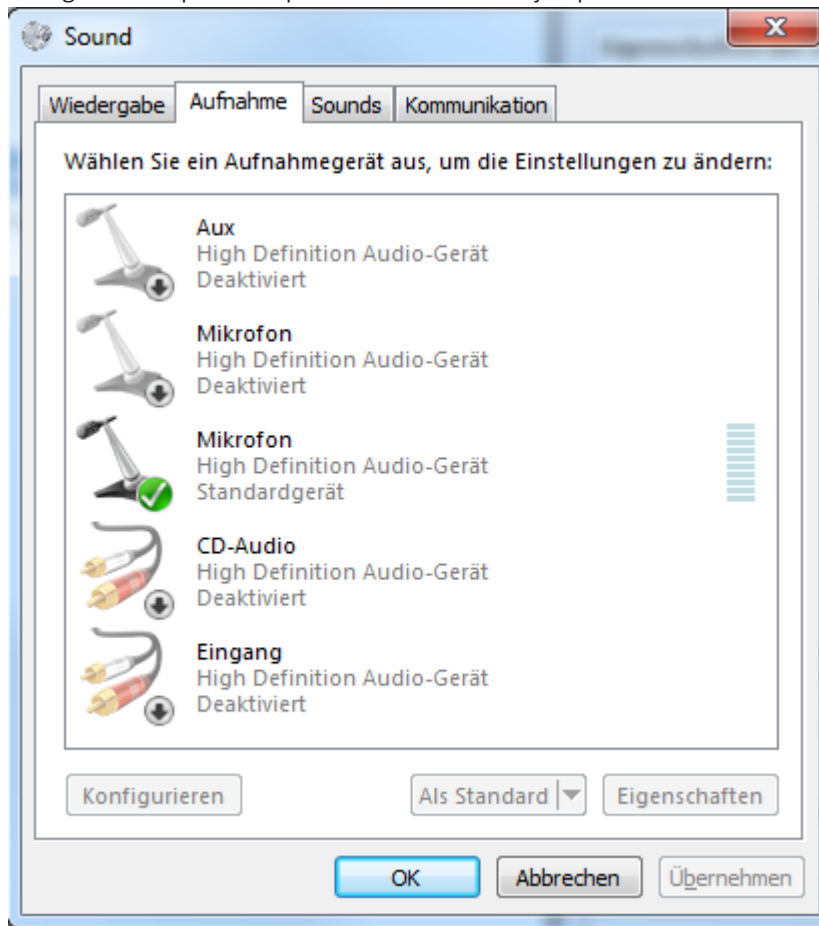 Sound
Wiedergabe Aufnahme Sounds Kommunikation
Wählen Sie ein Aufnahmegerät aus, um die Einstellungen zu ändern:
Aux
High Definition Audio-Gerät
Deaktiviert
Mikrofon
High Definition Audio-Gerät
Deaktiviert
Mikrofon
High Definition Audio-Gerät
Standardgerät
CD-Audio
High Definition Audio-Gerät
Deaktiviert
Eingang
High Definition Audio-Gerät
Deaktiviert
Konfigurieren Als Standard Eigenschaften
OK Abbrechen Übernehmen